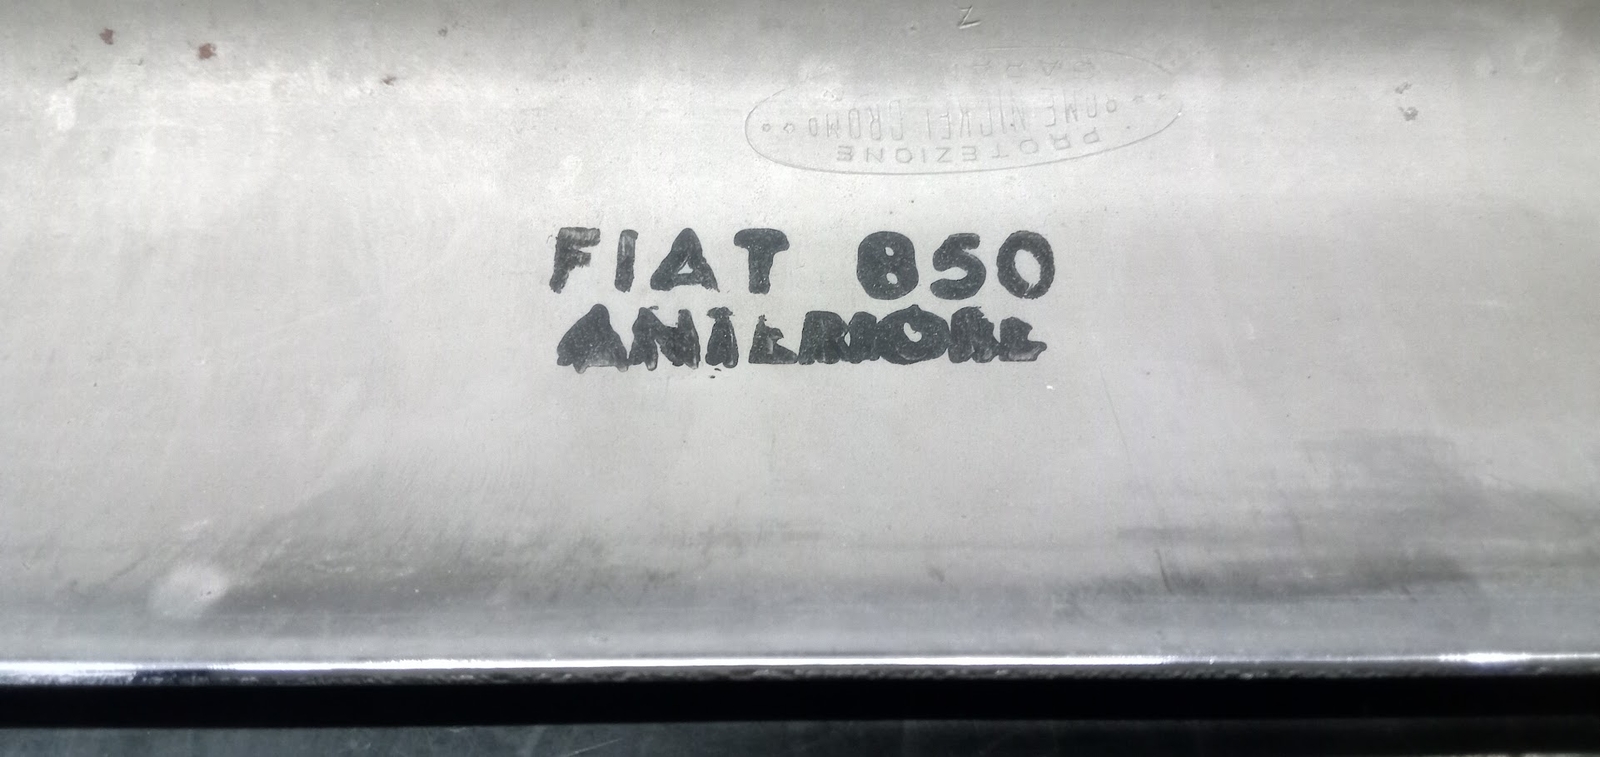 PROTEZIONE
RAME NICKEL CROMO
FIAT 850
ANTERIORE